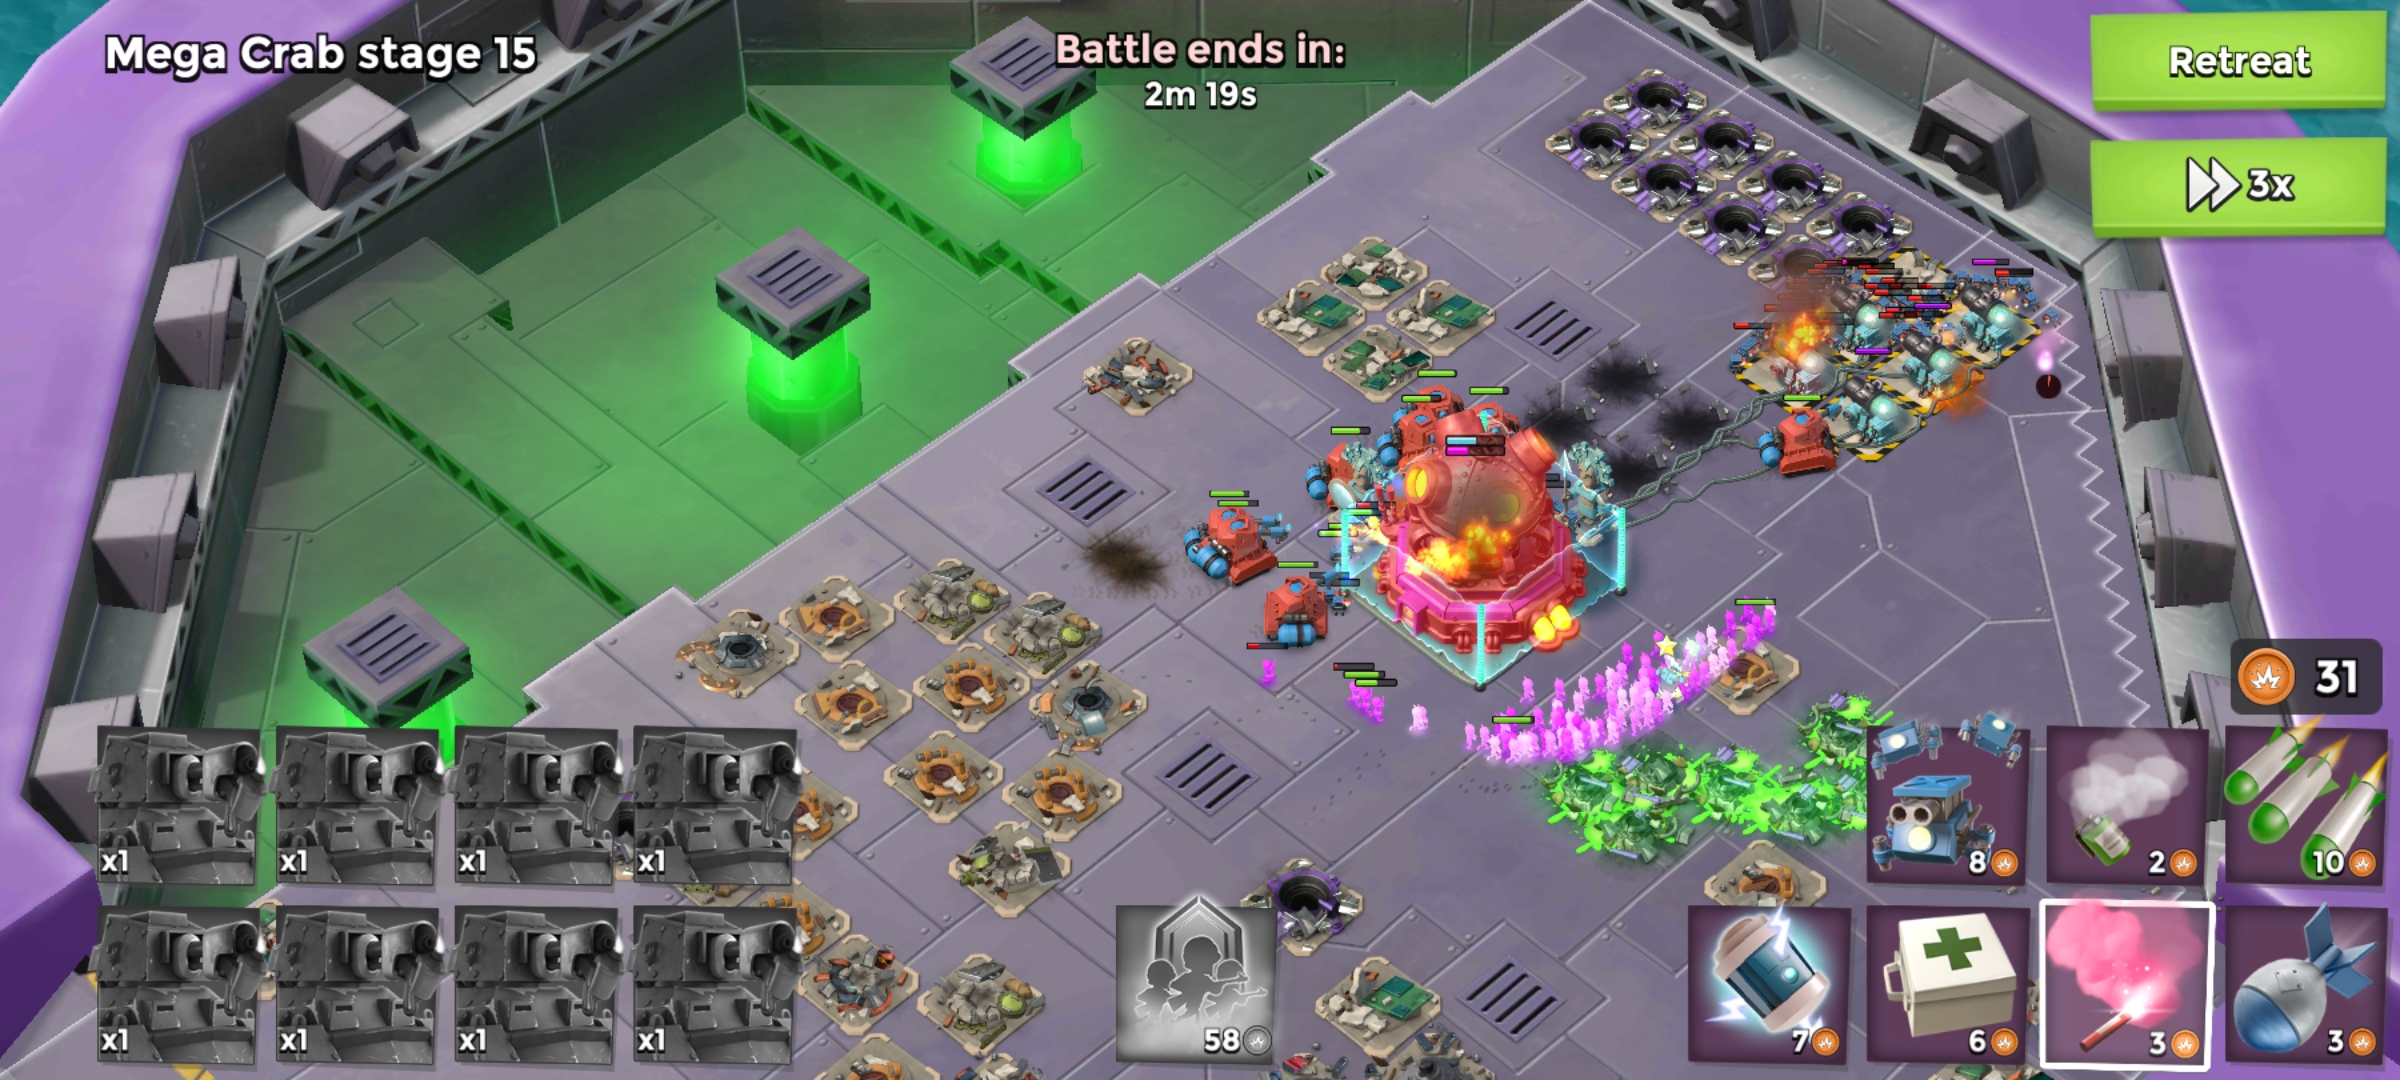 Mega Crab stage 15
Battle ends in:
2m 19s
Retreat
3x
31
x1
x1
x1
x1
8
2
10
x1
x1
x1
x1
58
7
6
3
3